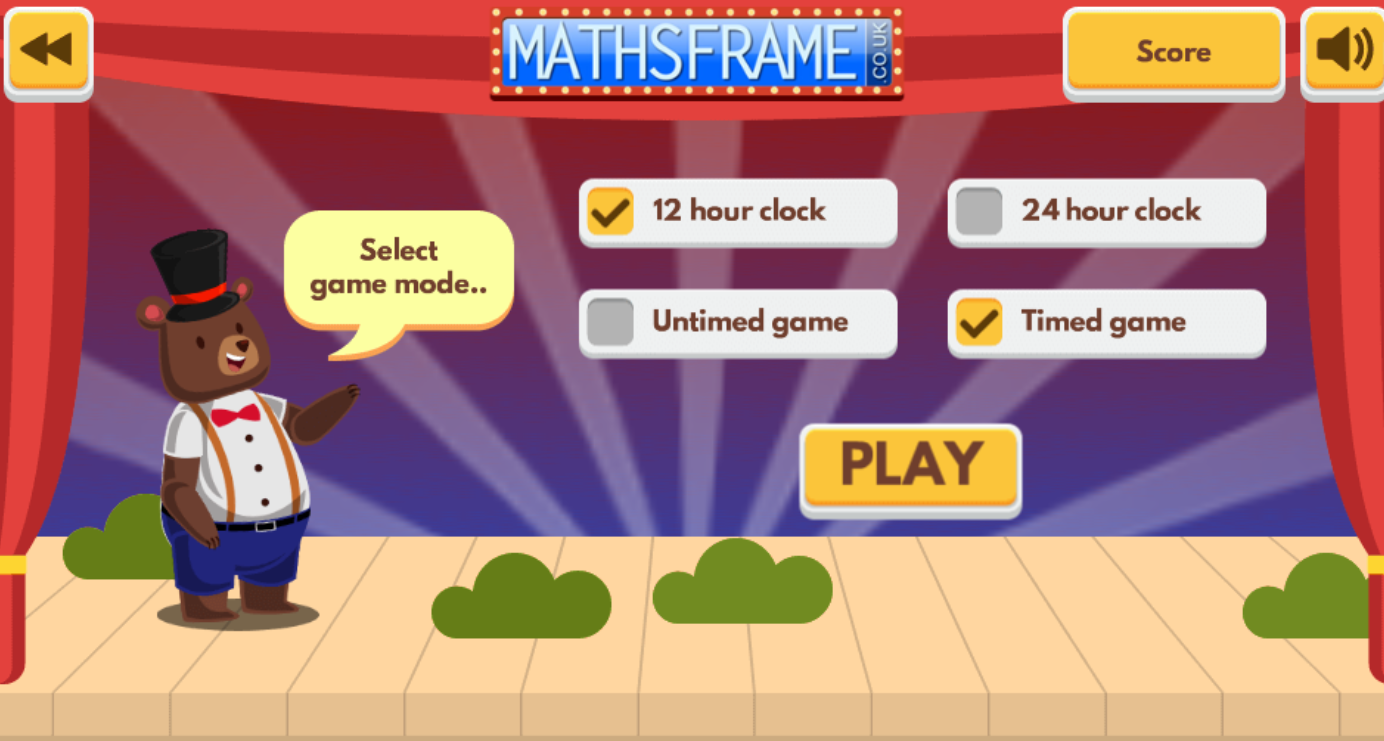 MATHSFRAME
.CO.UK
Score
12 hour clock
24 hour clock
Select
game mode..
Untimed game
Timed game
PLAY